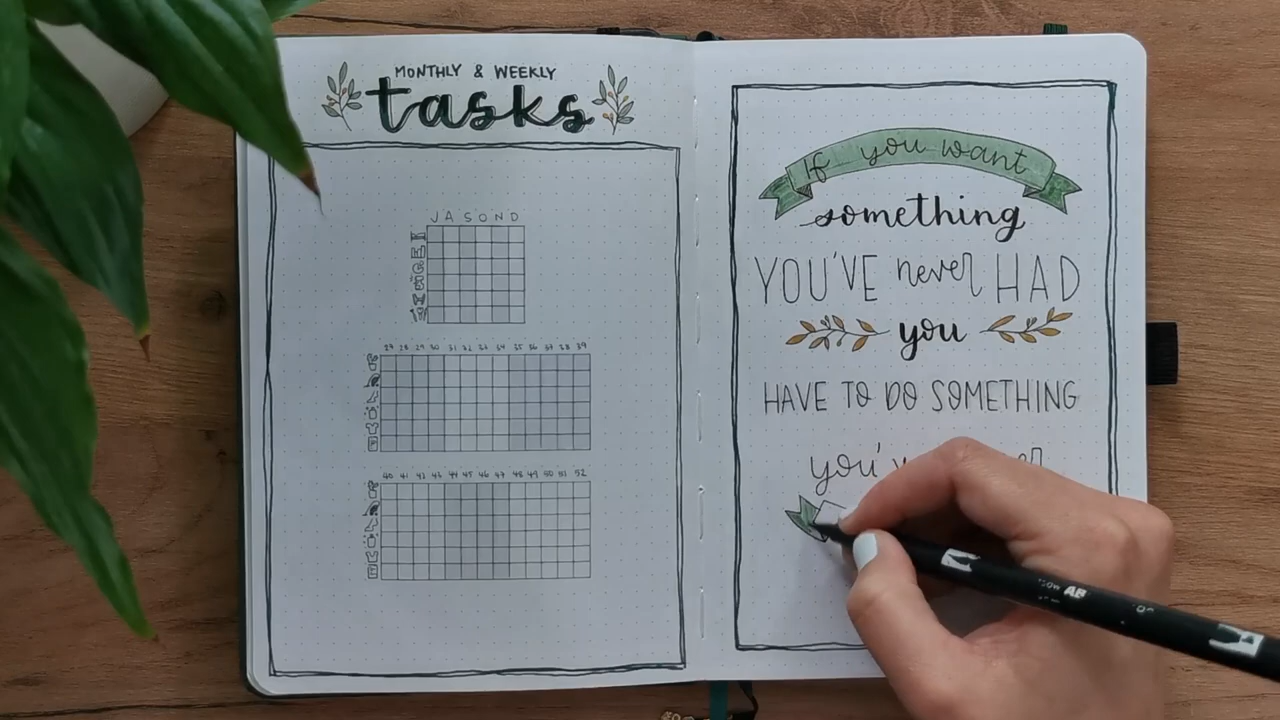 MONTHLY & WEEKLY
tasks
J A S O N D
27 28 29 30 31 32 33 34 35 36 37 38 39
40 41 42 43 44 45 46 47 48 49 50 51 52
If you want
something
YOU'VE never HAD
you
HAVE TO DO SOMETHING
you'v
AB